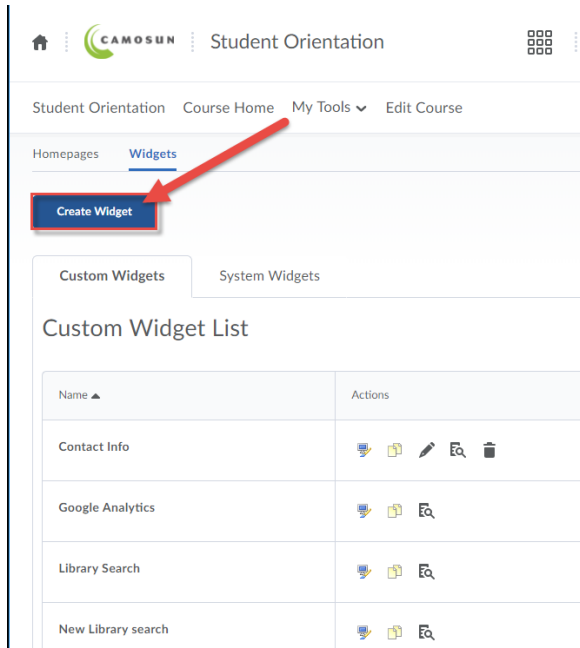 CAMOSUN Student Orientation
Student Orientation Course Home My Tools Edit Course
Homepages Widgets
Create Widget
Custom Widgets System Widgets
Custom Widget List
Name Actions
Contact Info
Google Analytics
Library Search
New Library search